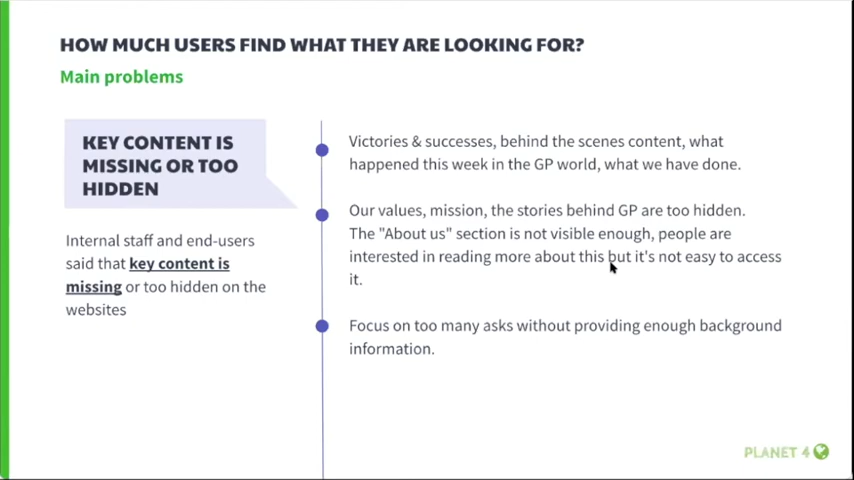 HOW MUCH USERS FIND WHAT THEY ARE LOOKING FOR?
Main problems
KEY CONTENT IS
MISSING OR TOO
HIDDEN
Internal staff and end-users
said that key content is
missing or too hidden on the
websites
Victories & successes, behind the scenes content, what
happened this week in the GP world, what we have done.
Our values, mission, the stories behind GP are too hidden.
The "About us" section is not visible enough, people are
interested in reading more about this but it's not easy to access
it.
Focus on too many asks without providing enough background
information.
PLANET 4